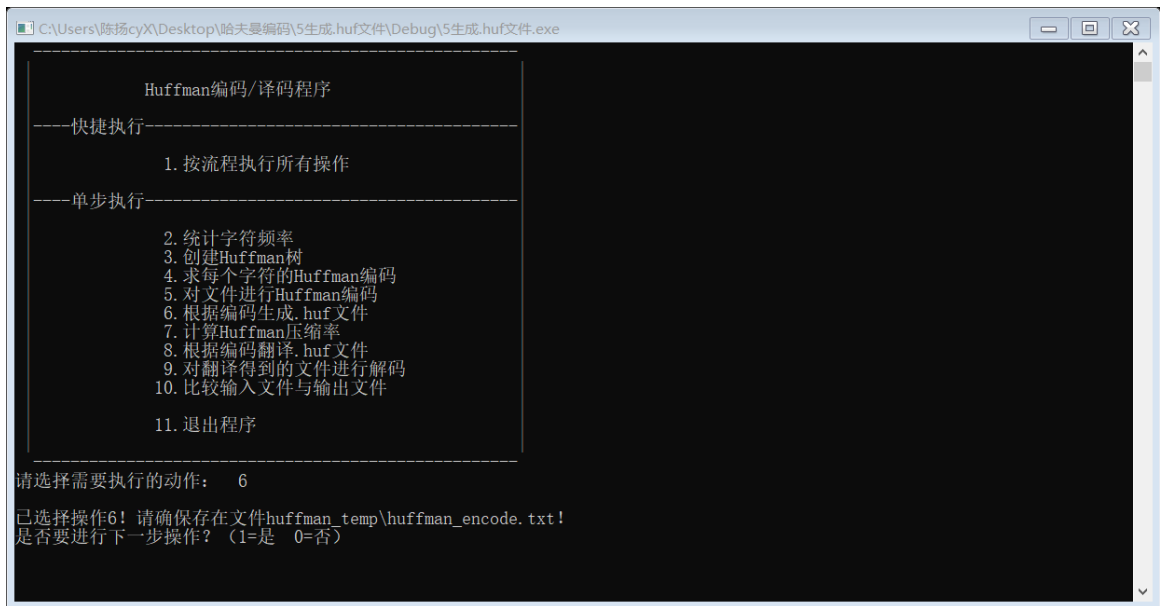 C:\Users\陈扬cyX\Desktop\哈夫曼编码\5生成.huf文件\Debug\5生成.huf文件.exe
Huffman编码/译码程序
----快捷执行----------------------------------------
1.按流程执行所有操作
----单步执行----------------------------------------
2.统计字符频率
3.创建Huffman树
4.求每个字符的Huffman编码
5.对文件进行Huffman编码
6.根据编码生成.huf文件
7.计算Huffman压缩率
8.根据编码翻译.huf文件
9.对翻译得到的文件进行解码
10.比较输入文件与输出文件
11.退出程序
请选择需要执行的动作： 6
已选择操作6！请确保存在文件huffman_temp\huffman_encode.txt！
是否要进行下一步操作？（1=是 0=否）